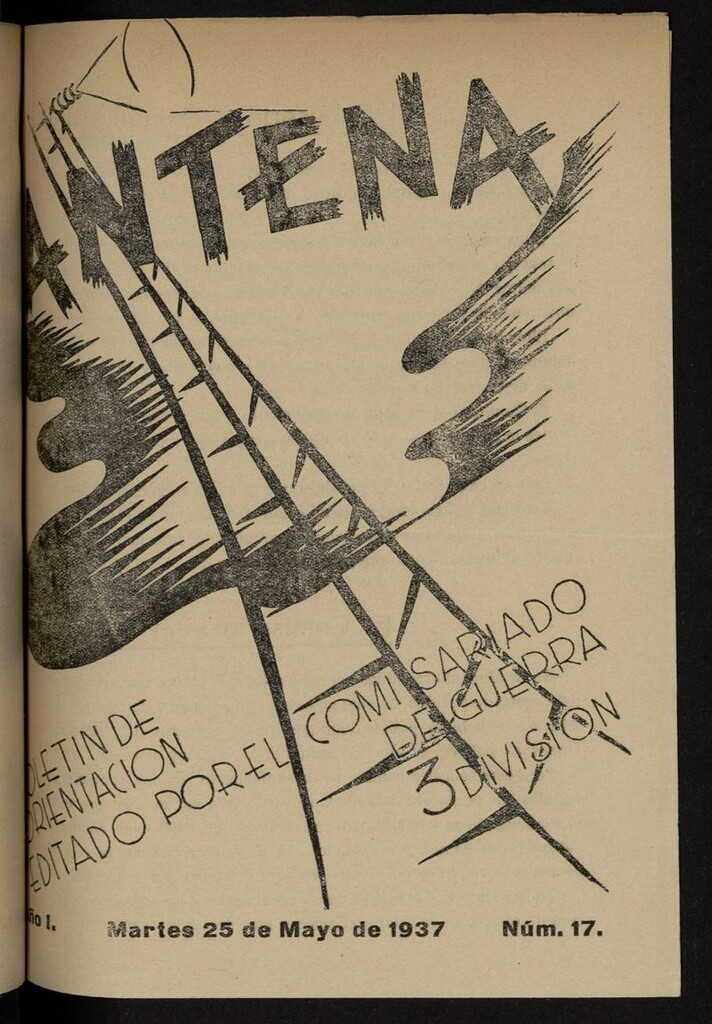 ANTENA
OLETIN DE
ORIENTACION
EDITADO POR EL COMISARIADO
DE GUERRA
3 DIVISION
ño I. Martes 25 de Mayo de 1937 Núm. 17.